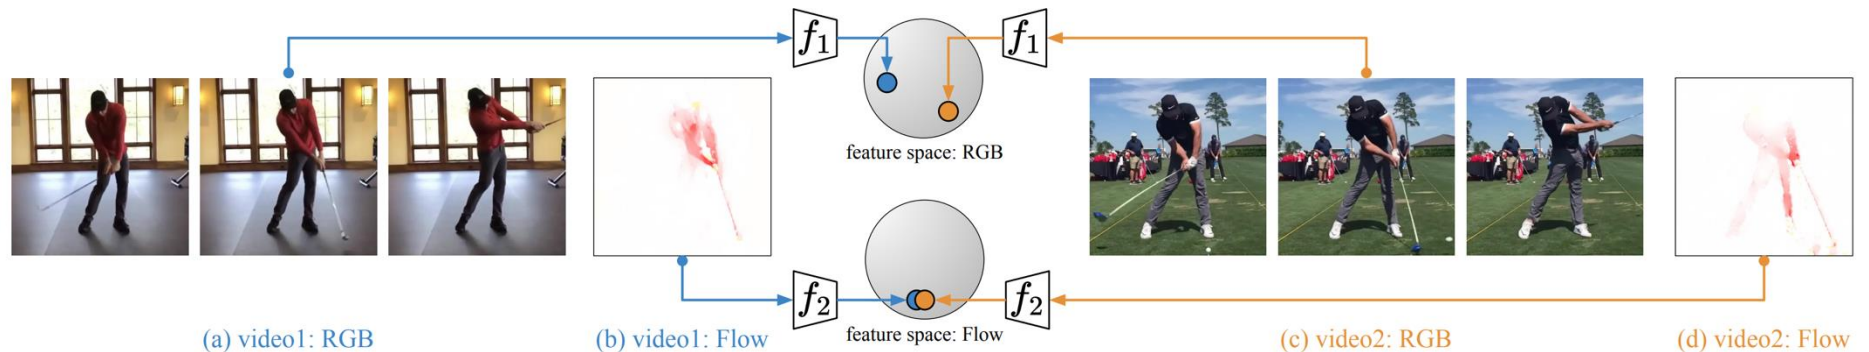 f1
f1
feature space: RGB
f2
f2
feature space: Flow
(a) video1: RGB
(b) video1: Flow
(c) video2: RGB
(d) video2: Flow